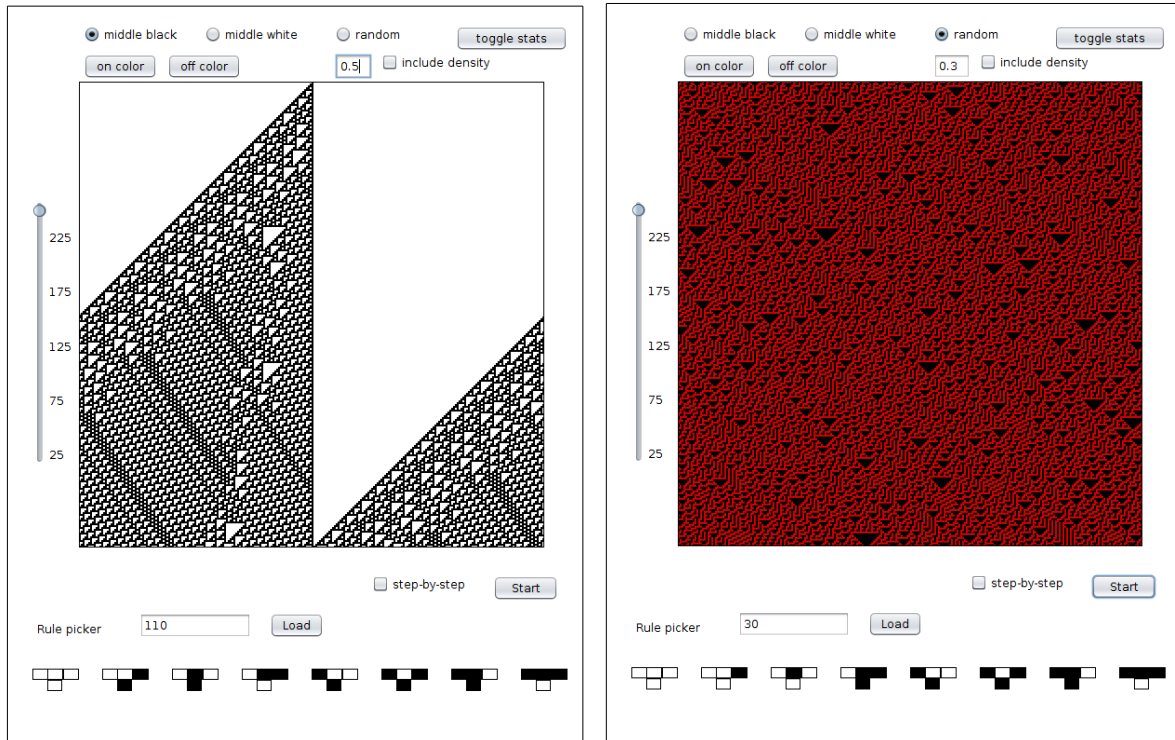 middle black middle white random toggle stats
on color off color 0.5 include density
225
175
125
75
25
step-by-step Start
Rule picker 110 Load
middle black middle white random toggle stats
on color off color 0.3 include density
225
175
125
75
25
step-by-step Start
Rule picker 30 Load